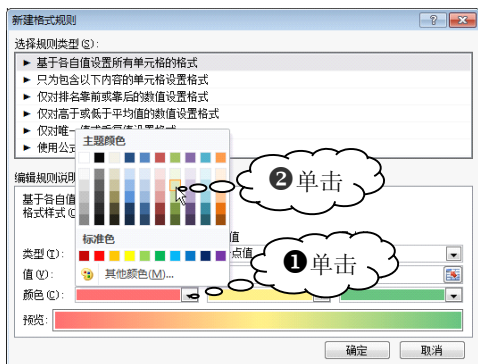 新建格式规则
选择规则类型(S):
► 基于各自值设置所有单元格的格式
► 只为包含以下内容的单元格设置格式
► 仅对排名靠前或靠后的数值设置格式
► 仅对高于或低于平均值的数值设置格式
► 仅对唯一
► 使用公式
主题颜色
编辑规则说明
基于各自值
格式样式(O
❷单击
标准色
值
点值
类型(T):
其他颜色(M)...
值(V):
❶单击
颜色(C):
预览:
确定
取消